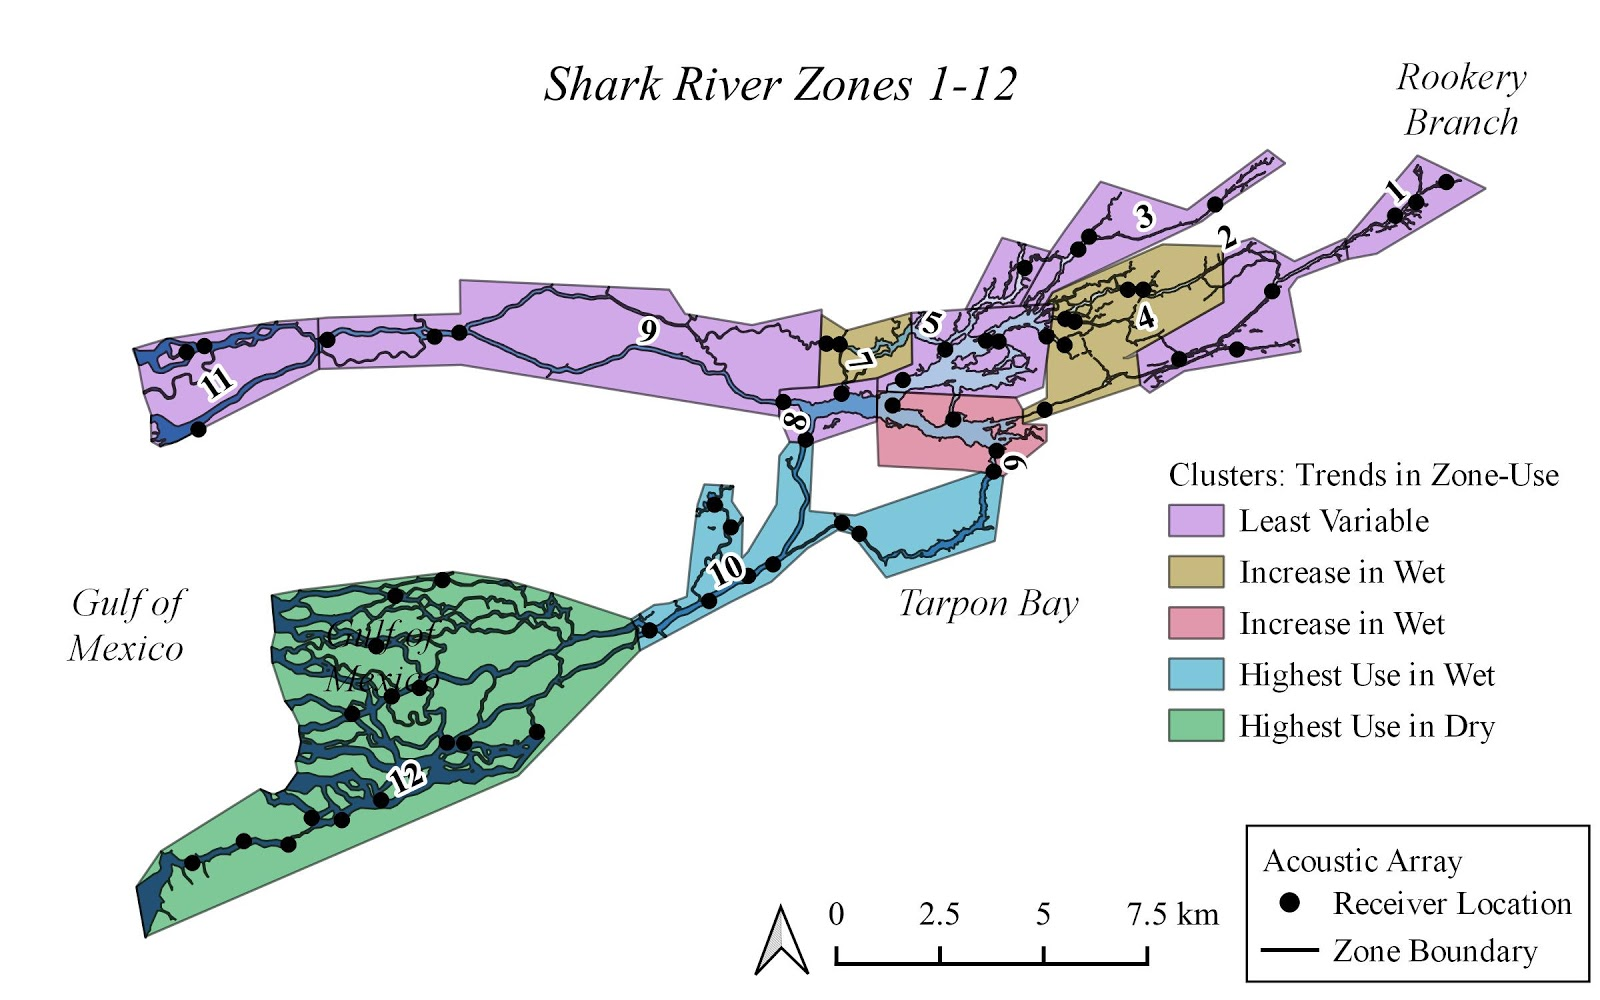 Shark River Zones 1-12
Rookery
Branch
1
3
2
4
5
9
7
11
8
6
10
12
Gulf of
Mexico
Gulf of
Mexico
Tarpon Bay
Clusters: Trends in Zone-Use
Least Variable
Increase in Wet
Increase in Wet
Highest Use in Wet
Highest Use in Dry
Acoustic Array
Receiver Location
Zone Boundary
0 2.5 5 7.5 km